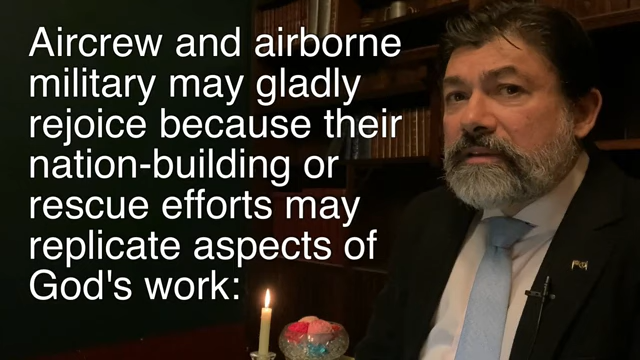 Aircrew and airborne
military may gladly
rejoice because their
nation-building or
rescue efforts may
replicate aspects of
God's work: